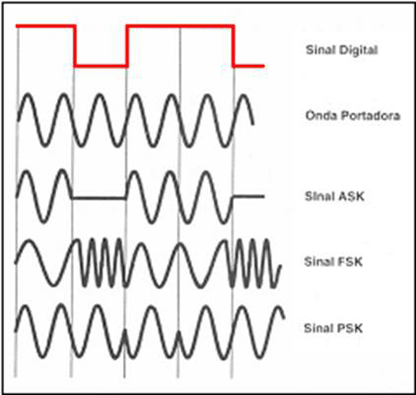 Sinal Digital
Onda Portadora
SInal ASK
Sinal FSK
Sinal PSK